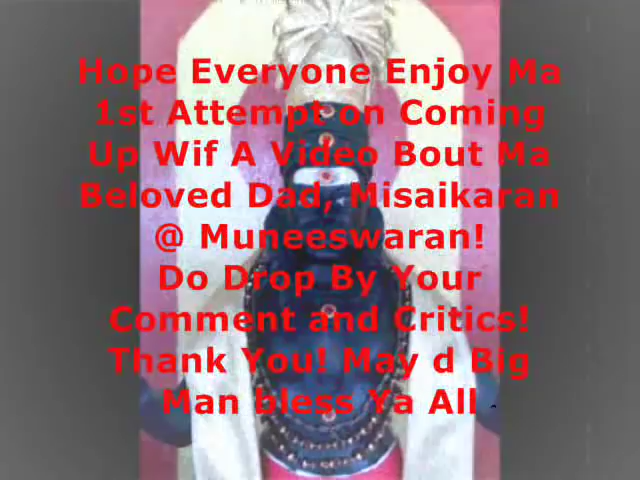 Hope Everyone Enjoy Ma
1st Attempt on Coming
Up Wif A Video Bout Ma
Beloved Dad, Misaikaran
@ Muneeswaran!
Do Drop By Your
Comment and Critics!
Thank You! May d Big
Man bless Ya All